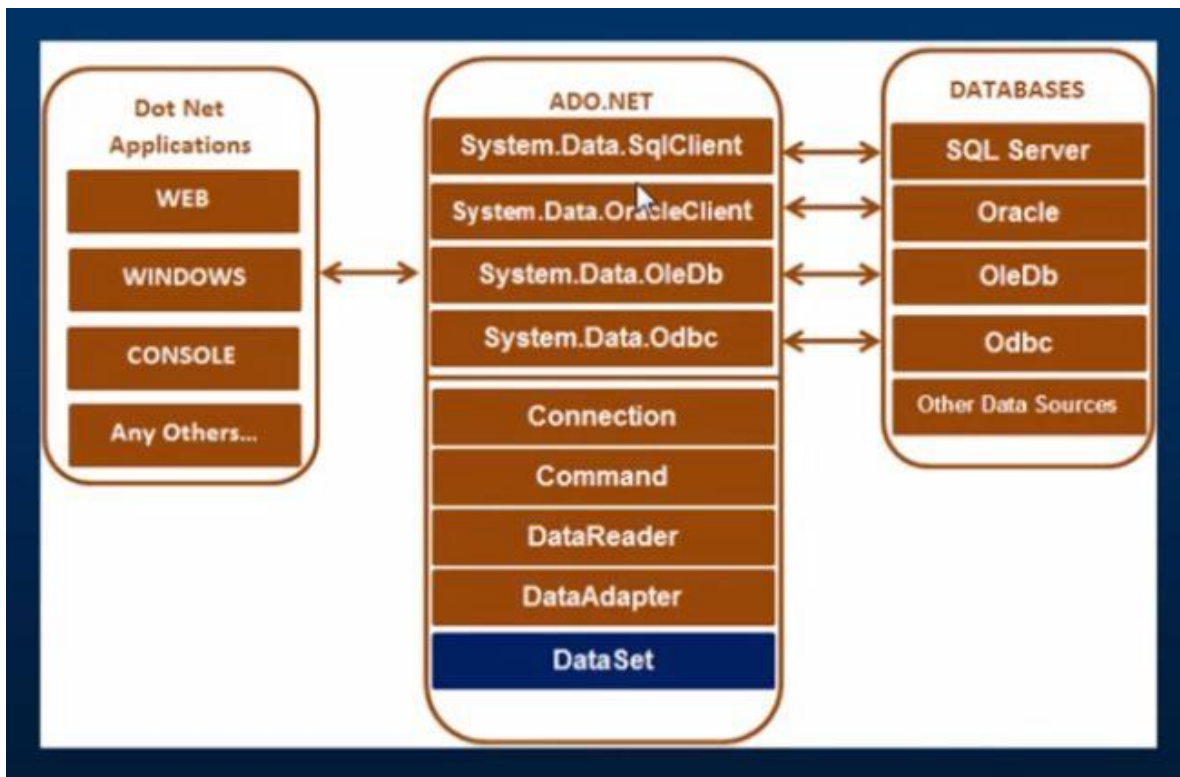 Dot Net
Applications
WEB
WINDOWS
CONSOLE
Any Others...
ADO.NET
System.Data.SqlClient
System.Data.OracleClient
System.Data.OleDb
System.Data.Odbc
Connection
Command
DataReader
DataAdapter
DataSet
DATABASES
SQL Server
Oracle
OleDb
Odbc
Other Data Sources